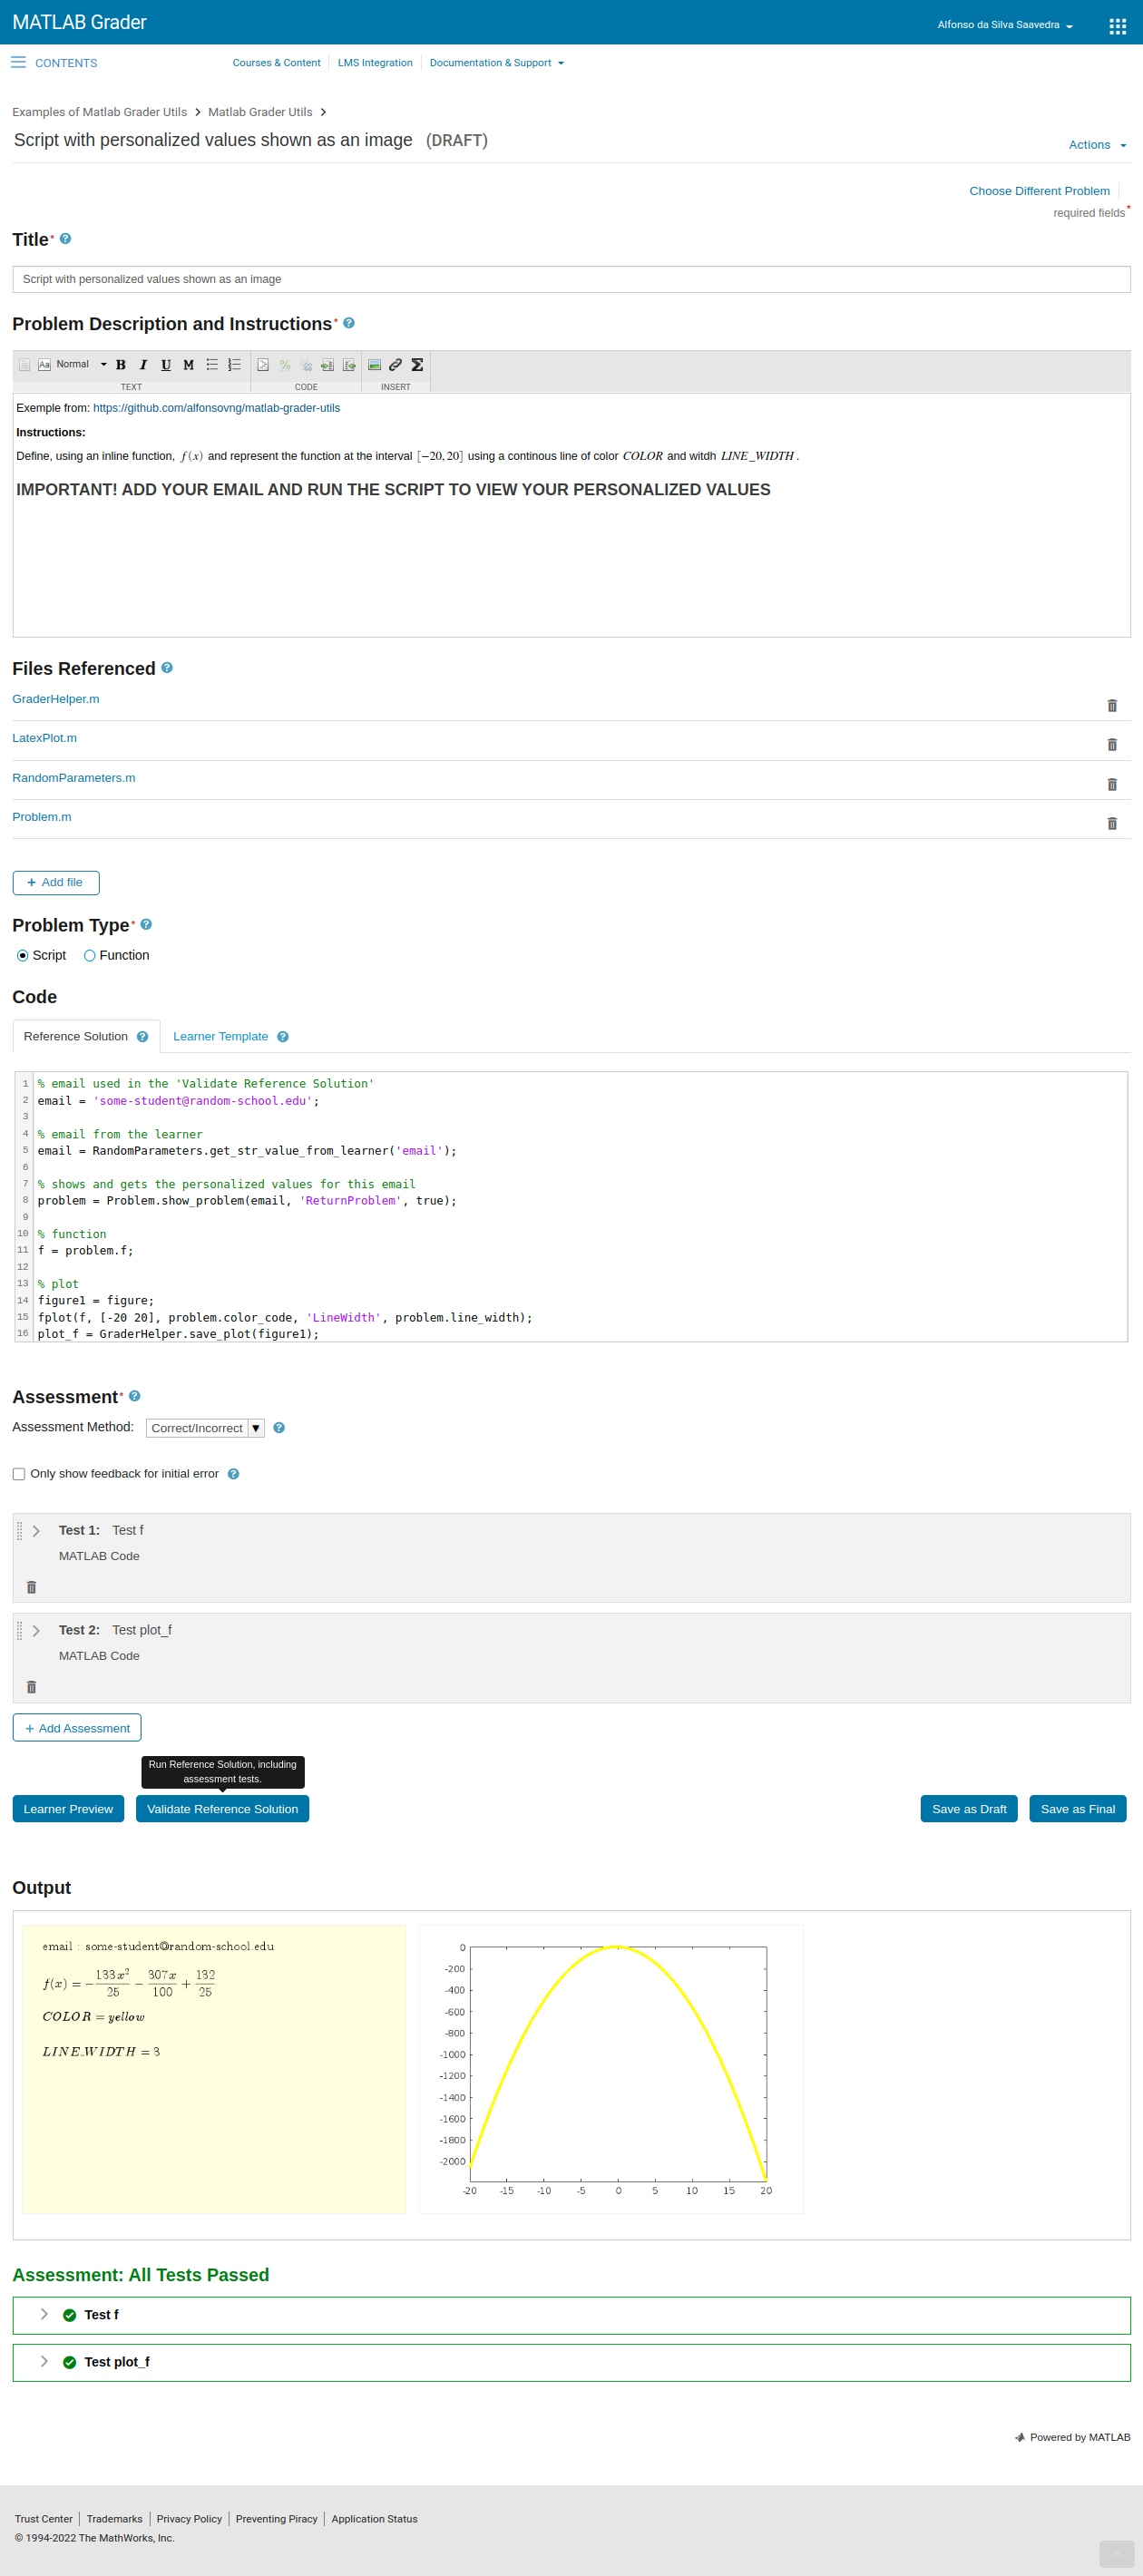 MATLAB Grader
Alfonso da Silva Saavedra
CONTENTS
Courses & Content
LMS Integration
Documentation & Support
Examples of Matlab Grader Utils > Matlab Grader Utils >
Script with personalized values shown as an image (DRAFT)
Actions
Choose Different Problem
required fields*
Title* ?
Script with personalized values shown as an image
Problem Description and Instructions* ?
Aa Normal B I U M
TEXT CODE INSERT
Exemple from: https://github.com/alfonsovng/matlab-grader-utils
Instructions:
Define, using an inline function, f(x) and represent the function at the interval [−20, 20] using a continous line of color COLOR and witdh LINE_WIDTH .
IMPORTANT! ADD YOUR EMAIL AND RUN THE SCRIPT TO VIEW YOUR PERSONALIZED VALUES
Files Referenced ?
GraderHelper.m
LatexPlot.m
RandomParameters.m
Problem.m
+ Add file
Problem Type* ?
Script Function
Code
Reference Solution ? Learner Template ?
1 % email used in the 'Validate Reference Solution'
2 email = 'some-student@random-school.edu';
3
4 % email from the learner
5 email = RandomParameters.get_str_value_from_learner('email');
6
7 % shows and gets the personalized values for this email
8 problem = Problem.show_problem(email, 'ReturnProblem', true);
9
10 % function
11 f = problem.f;
12
13 % plot
14 figure1 = figure;
15 fplot(f, [-20 20], problem.color_code, 'LineWidth', problem.line_width);
16 plot_f = GraderHelper.save_plot(figure1);
Assessment* ?
Assessment Method: Correct/Incorrect ▼ ?
Only show feedback for initial error ?
Test 1: Test f
MATLAB Code
Test 2: Test plot_f
MATLAB Code
+ Add Assessment
Run Reference Solution, including
assessment tests.
Learner Preview
Validate Reference Solution
Save as Draft
Save as Final
Output
email : some-student@random-school.edu
f(x) = −133x²/25 − 307x/100 + 132/25
COLOR = yellow
LINE_WIDTH = 3
0
-200
-400
-600
-800
-1000
-1200
-1400
-1600
-1800
-2000
-20 -15 -10 -5 0 5 10 15 20
Assessment: All Tests Passed
Test f
Test plot_f
Powered by MATLAB
Trust Center | Trademarks | Privacy Policy | Preventing Piracy | Application Status
© 1994-2022 The MathWorks, Inc.